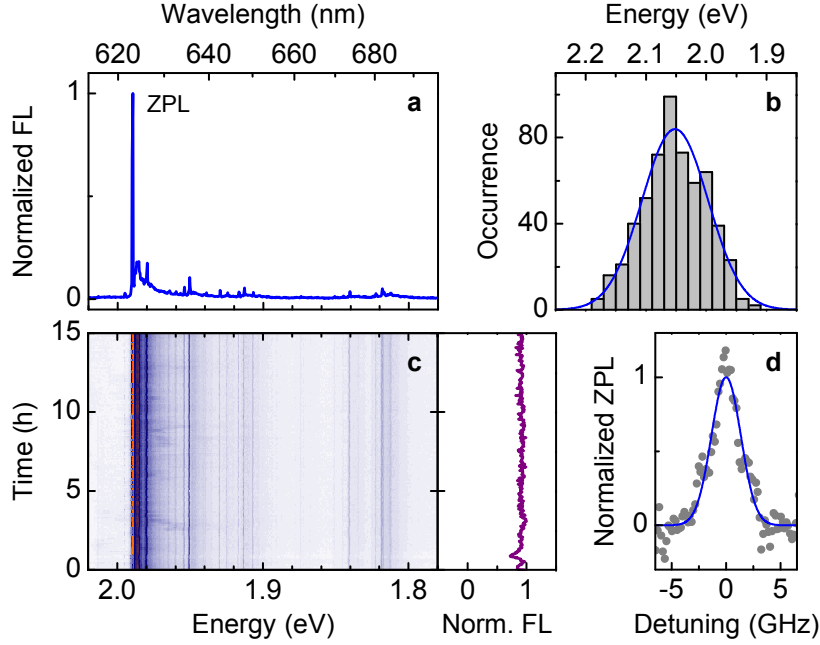 Wavelength (nm)
623 640 660 680
Normalized FL
1
0
ZPL
a
Energy (eV)
2.2 2.1 2.0 1.9
Occurrence
80
40
0
b
Time (h)
15
10
5
0
c
2.0 1.9 1.8
Energy (eV)
0 1
Norm. FL
Normalized ZPL
1
0
d
-5 0 5
Detuning (GHz)